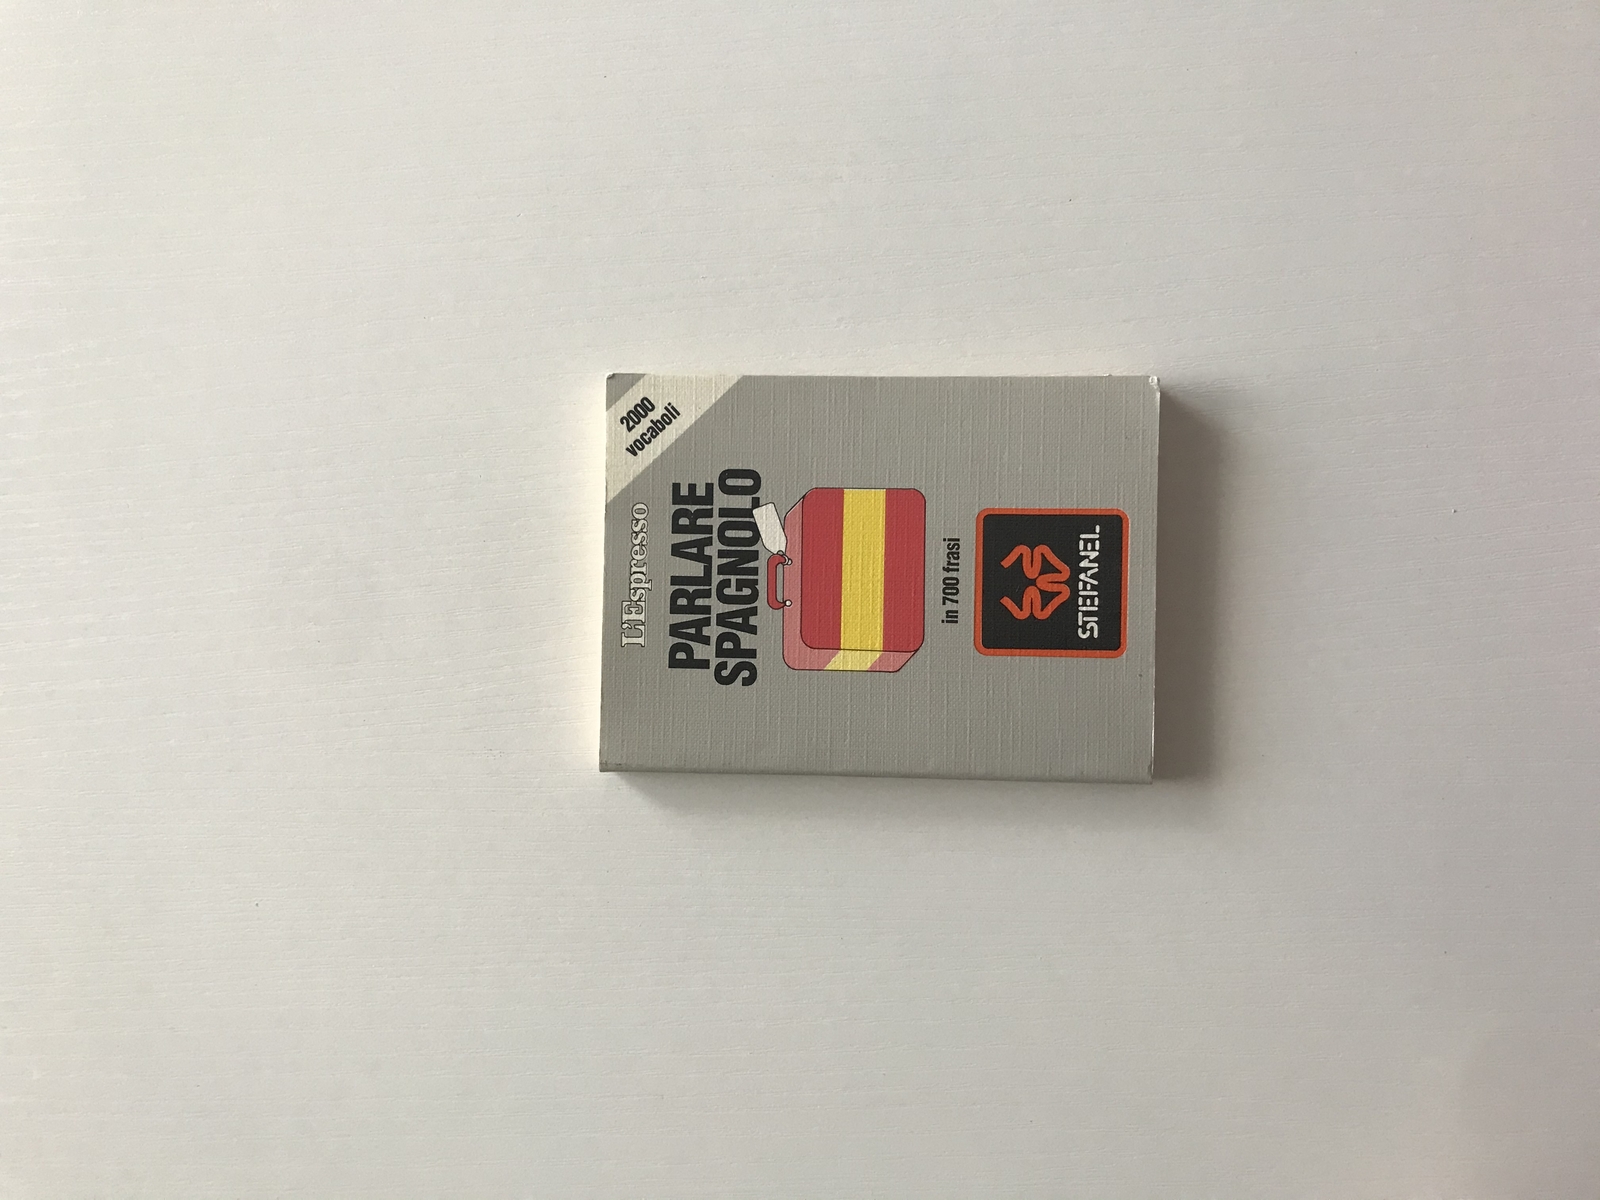 2000
vocaboli
L'Espresso
PARLARE
SPAGNOLO
in 700 frasi
STEFANEL